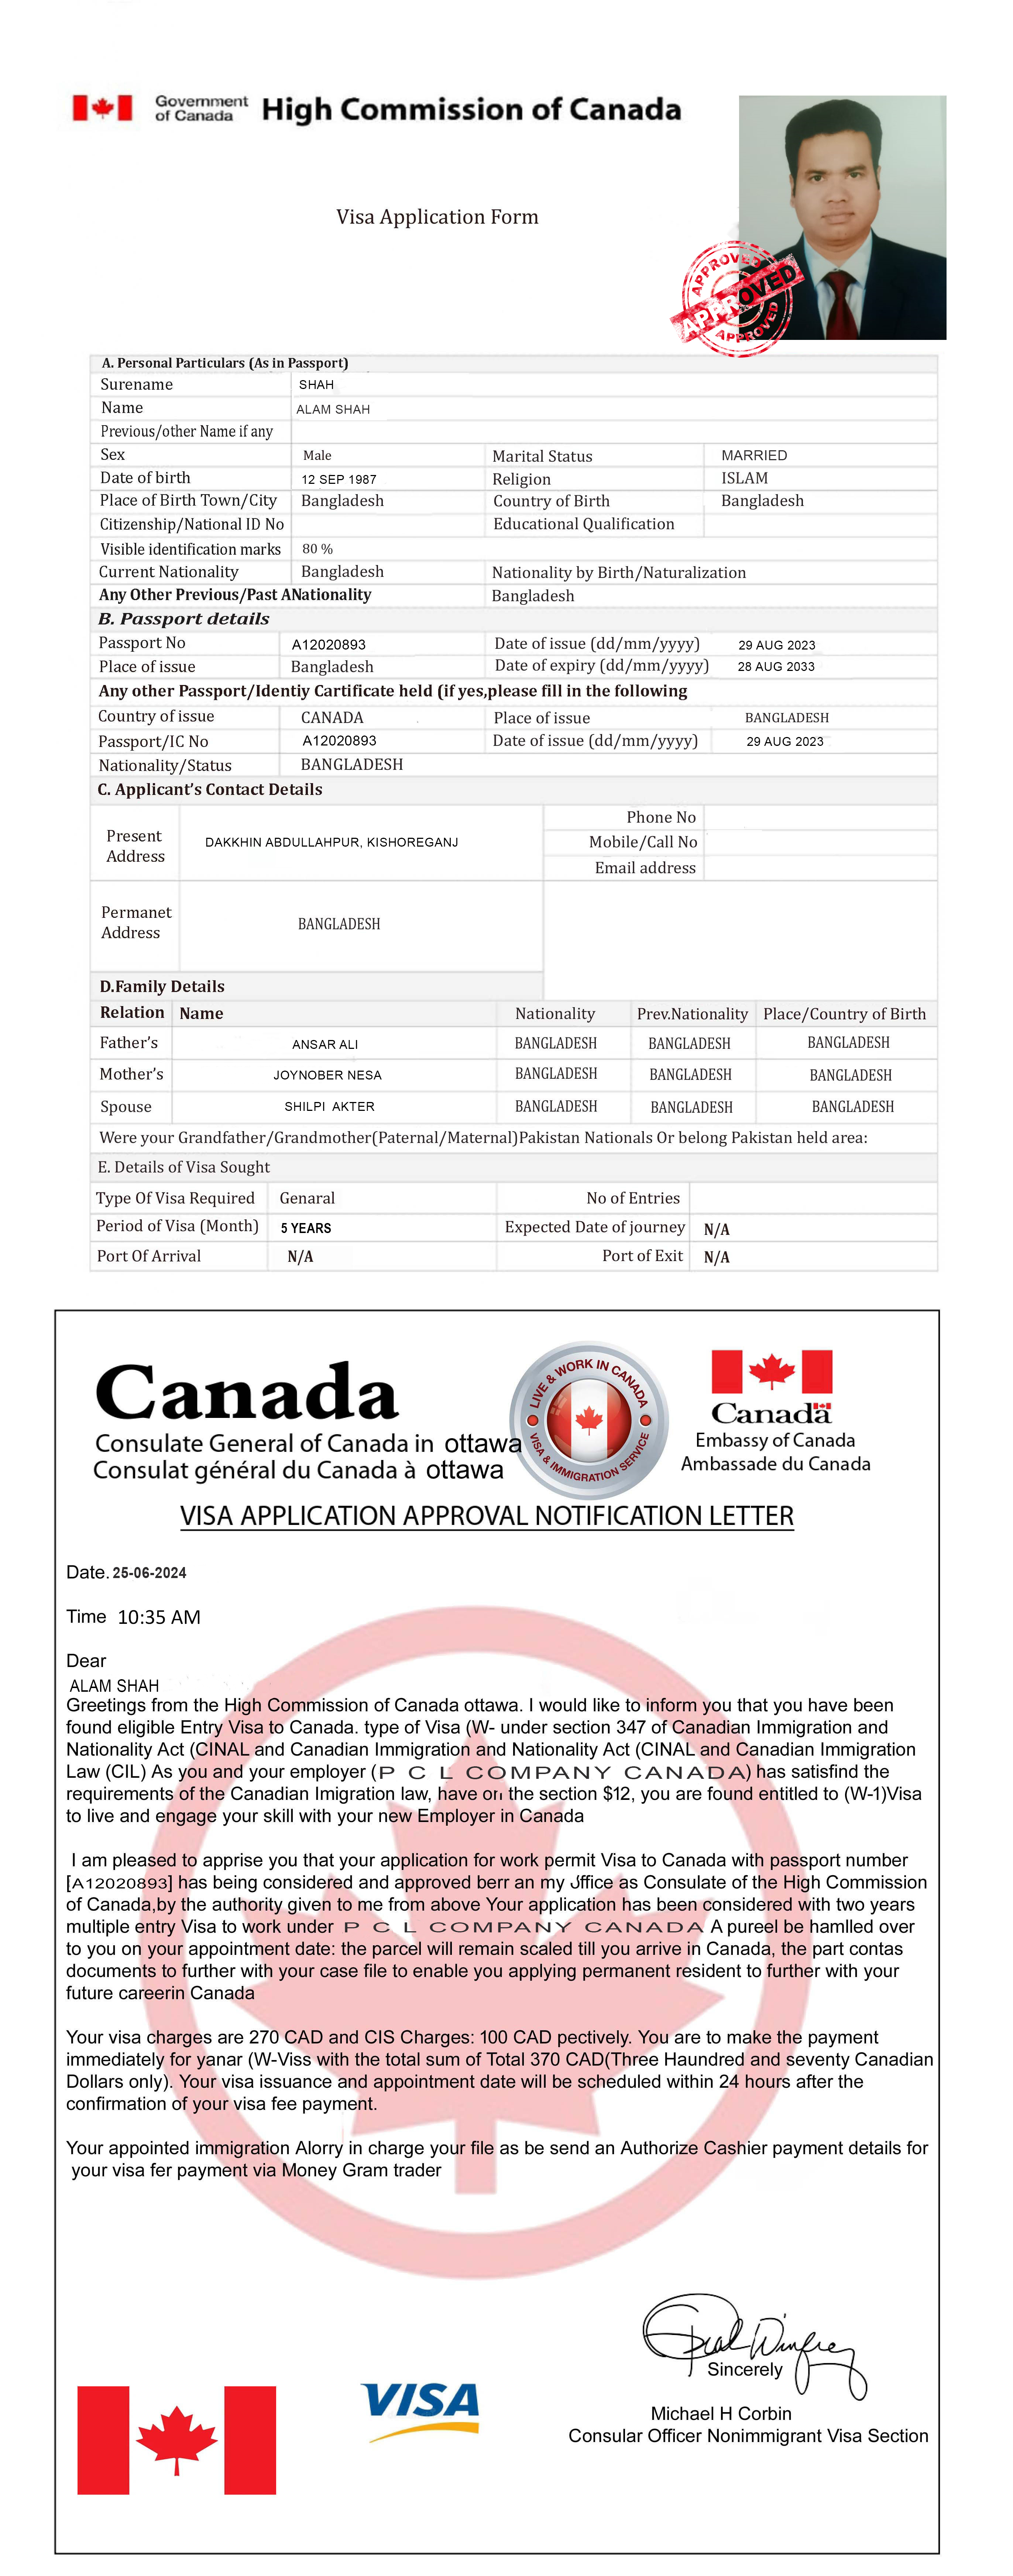 Government
of Canada
High Commission of Canada
Visa Application Form
APPROVED
APPROVED
APPROVED
A. Personal Particulars (As in Passport)
Surename SHAH
Name ALAM SHAH
Previous/other Name if any
Sex Male Marital Status MARRIED
Date of birth 12 SEP 1987 Religion ISLAM
Place of Birth Town/City Bangladesh Country of Birth Bangladesh
Citizenship/National ID No Educational Qualification
Visible identification marks 80 %
Current Nationality Bangladesh Nationality by Birth/Naturalization
Any Other Previous/Past ANationality Bangladesh
B. Passport details
Passport No A12020893 Date of issue (dd/mm/yyyy) 29 AUG 2023
Place of issue Bangladesh Date of expiry (dd/mm/yyyy) 28 AUG 2033
Any other Passport/Identiy Cartificate held (if yes,please fill in the following
Country of issue CANADA Place of issue BANGLADESH
Passport/IC No A12020893 Date of issue (dd/mm/yyyy) 29 AUG 2023
Nationality/Status BANGLADESH
C. Applicant's Contact Details
Phone No
Present
Address
DAKKHIN ABDULLAHPUR, KISHOREGANJ
Mobile/Call No
Email address
Permanet
Address
BANGLADESH
D.Family Details
Relation Name Nationality Prev.Nationality Place/Country of Birth
Father's ANSAR ALI BANGLADESH BANGLADESH BANGLADESH
Mother's JOYNOBER NESA BANGLADESH BANGLADESH BANGLADESH
Spouse SHILPI AKTER BANGLADESH BANGLADESH BANGLADESH
Were your Grandfather/Grandmother(Paternal/Maternal)Pakistan Nationals Or belong Pakistan held area:
E. Details of Visa Sought
Type Of Visa Required Genaral No of Entries
Period of Visa (Month) 5 YEARS Expected Date of journey N/A
Port Of Arrival N/A Port of Exit N/A
Canada
Consulate General of Canada in ottawa
Consulat général du Canada à ottawa
LIVE & WORK IN CANADA
VISA & IMMIGRATION SERVICE
Canada
Embassy of Canada
Ambassade du Canada
VISA APPLICATION APPROVAL NOTIFICATION LETTER
Date. 25-06-2024
Time 10:35 AM
Dear
ALAM SHAH
Greetings from the High Commission of Canada ottawa. I would like to inform you that you have been
found eligible Entry Visa to Canada. type of Visa (W- under section 347 of Canadian Immigration and
Nationality Act (CINAL and Canadian Immigration and Nationality Act (CINAL and Canadian Immigration
Law (CIL) As you and your employer (P C L COMPANY CANADA) has satisfind the
requirements of the Canadian Imigration law, have on the section $12, you are found entitled to (W-1)Visa
to live and engage your skill with your new Employer in Canada
I am pleased to apprise you that your application for work permit Visa to Canada with passport number
[A12020893] has being considered and approved berr an my Jffice as Consulate of the High Commission
of Canada,by the authority given to me from above Your application has been considered with two years
multiple entry Visa to work under P C L COMPANY CANADA A pureel be hamlled over
to you on your appointment date: the parcel will remain scaled till you arrive in Canada, the part contas
documents to further with your case file to enable you applying permanent resident to further with your
future careerin Canada
Your visa charges are 270 CAD and CIS Charges: 100 CAD pectively. You are to make the payment
immediately for yanar (W-Viss with the total sum of Total 370 CAD(Three Haundred and seventy Canadian
Dollars only). Your visa issuance and appointment date will be scheduled within 24 hours after the
confirmation of your visa fee payment.
Your appointed immigration Alorry in charge your file as be send an Authorize Cashier payment details for
your visa fer payment via Money Gram trader
Sincerely
VISA
Michael H Corbin
Consular Officer Nonimmigrant Visa Section